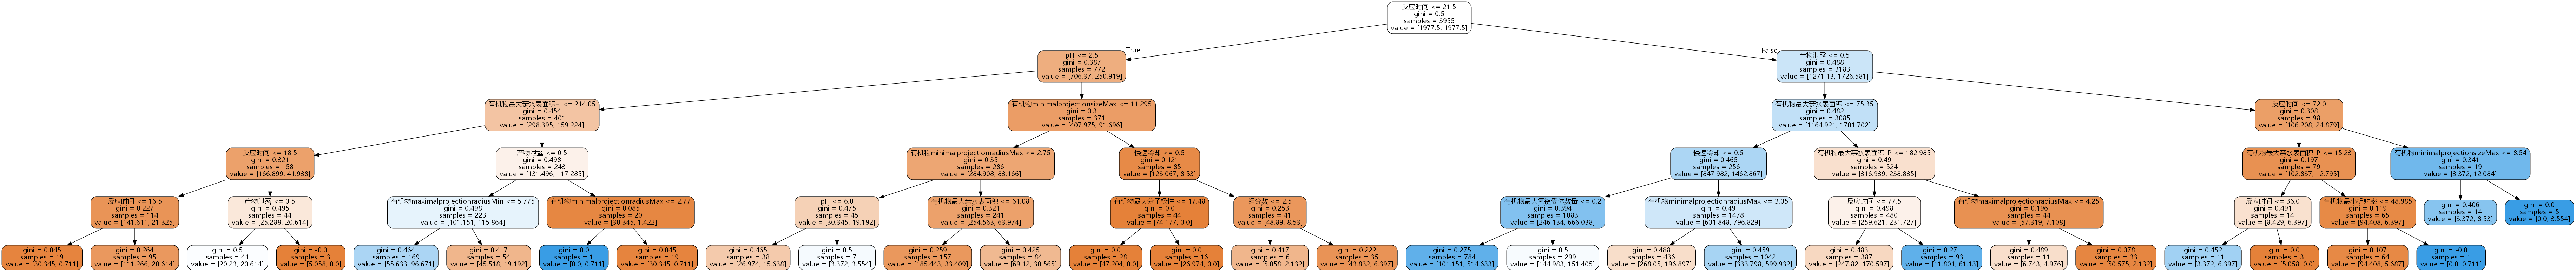 反应时间 <= 21.5
gini = 0.5
samples = 3955
value = [1977.5, 1977.5]
True
False
pH <= 2.5
gini = 0.387
samples = 772
value = [706.37, 250.919]
产物泄露 <= 0.5
gini = 0.488
samples = 3183
value = [1271.13, 1726.581]
有机物最大亲水表面积+ <= 214.05
gini = 0.454
samples = 401
value = [298.395, 159.224]
有机物minimalprojectionsizeMax <= 11.295
gini = 0.3
samples = 371
value = [407.975, 91.696]
有机物最大亲水表面积 <= 75.35
gini = 0.482
samples = 3085
value = [1164.921, 1701.702]
反应时间 <= 72.0
gini = 0.308
samples = 98
value = [106.208, 24.879]
反应时间 <= 18.5
gini = 0.321
samples = 158
value = [166.899, 41.938]
产物泄露 <= 0.5
gini = 0.498
samples = 243
value = [131.496, 117.285]
有机物minimalprojectionradiusMax <= 2.75
gini = 0.35
samples = 286
value = [284.908, 83.166]
慢速冷却 <= 0.5
gini = 0.121
samples = 85
value = [123.067, 8.53]
慢速冷却 <= 0.5
gini = 0.465
samples = 2561
value = [847.982, 1462.867]
有机物最大亲水表面积_P <= 182.985
gini = 0.49
samples = 524
value = [316.939, 238.835]
有机物最大亲水表面积_P <= 15.23
gini = 0.197
samples = 79
value = [102.837, 12.795]
有机物minimalprojectionsizeMax <= 8.54
gini = 0.341
samples = 19
value = [3.372, 12.084]
反应时间 <= 16.5
gini = 0.227
samples = 114
value = [141.611, 21.325]
产物泄露 <= 0.5
gini = 0.495
samples = 44
value = [25.288, 20.614]
有机物maximalprojectionradiusMin <= 5.775
gini = 0.498
samples = 223
value = [101.151, 115.864]
有机物minimalprojectionradiusMax <= 2.77
gini = 0.085
samples = 20
value = [30.345, 1.422]
pH <= 6.0
gini = 0.475
samples = 45
value = [30.345, 19.192]
有机物最大亲水表面积 <= 61.08
gini = 0.321
samples = 241
value = [254.563, 63.974]
有机物最大分子极性 <= 17.48
gini = 0.0
samples = 44
value = [74.177, 0.0]
组分数 <= 2.5
gini = 0.253
samples = 41
value = [48.89, 8.53]
有机物最大氢键受体数量 <= 0.2
gini = 0.394
samples = 1083
value = [246.134, 666.038]
有机物minimalprojectionradiusMax <= 3.05
gini = 0.49
samples = 1478
value = [601.848, 796.829]
反应时间 <= 77.5
gini = 0.498
samples = 480
value = [259.621, 231.727]
有机物maximalprojectionradiusMax <= 4.25
gini = 0.196
samples = 44
value = [57.319, 7.108]
反应时间 <= 36.0
gini = 0.491
samples = 14
value = [8.429, 6.397]
有机物最小折射率 <= 48.985
gini = 0.119
samples = 65
value = [94.408, 6.397]
gini = 0.406
samples = 14
value = [3.372, 8.53]
gini = 0.0
samples = 5
value = [0.0, 3.554]
gini = 0.045
samples = 19
value = [30.345, 0.711]
gini = 0.264
samples = 95
value = [111.266, 20.614]
gini = 0.5
samples = 41
value = [20.23, 20.614]
gini = -0.0
samples = 3
value = [5.058, 0.0]
gini = 0.464
samples = 169
value = [55.633, 96.671]
gini = 0.417
samples = 54
value = [45.518, 19.192]
gini = 0.0
samples = 1
value = [0.0, 0.711]
gini = 0.045
samples = 19
value = [30.345, 0.711]
gini = 0.465
samples = 38
value = [26.974, 15.638]
gini = 0.5
samples = 7
value = [3.372, 3.554]
gini = 0.259
samples = 157
value = [185.443, 33.409]
gini = 0.425
samples = 84
value = [69.12, 30.565]
gini = 0.0
samples = 28
value = [47.204, 0.0]
gini = 0.0
samples = 16
value = [26.974, 0.0]
gini = 0.417
samples = 6
value = [5.058, 2.132]
gini = 0.222
samples = 35
value = [43.832, 6.397]
gini = 0.275
samples = 784
value = [101.151, 514.633]
gini = 0.5
samples = 299
value = [144.983, 151.405]
gini = 0.488
samples = 436
value = [268.05, 196.897]
gini = 0.459
samples = 1042
value = [333.798, 599.932]
gini = 0.483
samples = 387
value = [247.82, 170.597]
gini = 0.271
samples = 93
value = [11.801, 61.13]
gini = 0.489
samples = 11
value = [6.743, 4.976]
gini = 0.078
samples = 33
value = [50.575, 2.132]
gini = 0.452
samples = 11
value = [3.372, 6.397]
gini = 0.0
samples = 3
value = [5.058, 0.0]
gini = 0.107
samples = 64
value = [94.408, 5.687]
gini = -0.0
samples = 1
value = [0.0, 0.711]